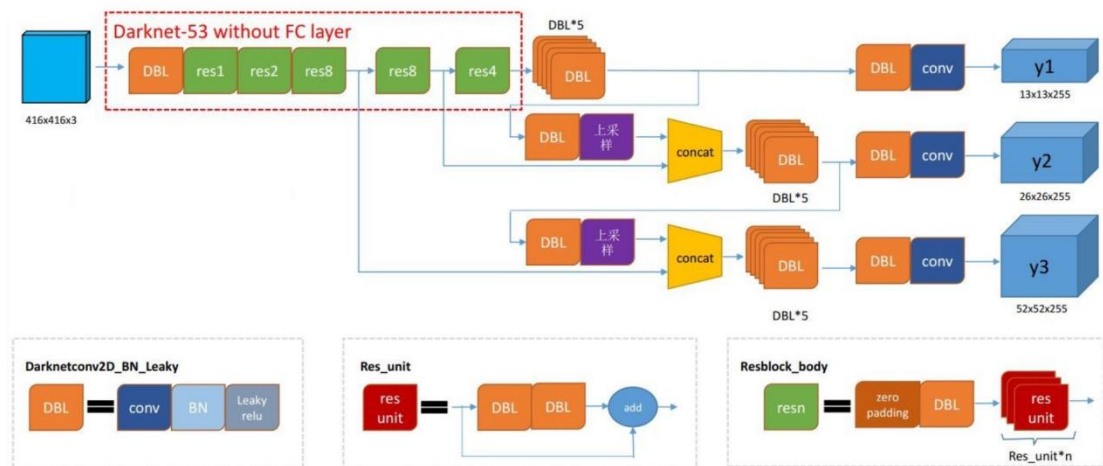 Darknet-53 without FC layer
DBL*5
DBL
res1
res2
res8
res8
res4
DBL
DBL
conv
y1
416x416x3
13x13x255
DBL
上采
样
concat
DBL
DBL
conv
y2
DBL*5
26x26x255
DBL
上采
样
concat
DBL
DBL
conv
y3
DBL*5
52x52x255
Darknetconv2D_BN_Leaky
DBL
conv
BN
Leaky
relu
Res_unit
res
unit
DBL
DBL
add
Resblock_body
resn
zero
padding
DBL
res
unit
Res_unit*n